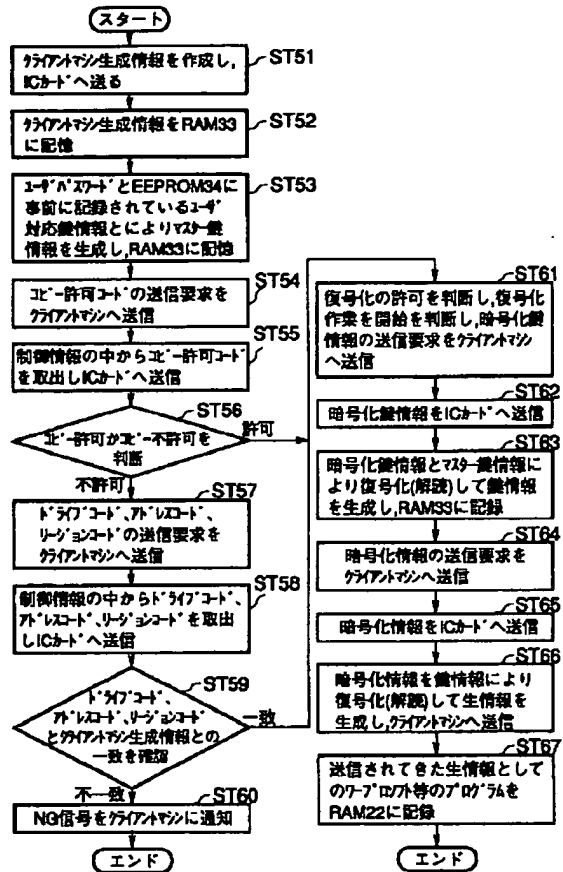 スタート
ST51
クライアントマシン生成情報を作成し,
ICカードへ送る
ST52
クライアントマシン生成情報をRAM33
に記憶
ST53
ユーザパスワードとEEPROM34に
事前に記録されているユーザ
対応鍵情報とによりマスター鍵
情報を生成し,RAM33に記憶
ST54
コピー許可コードの送信要求を
クライアントマシンへ送信
ST55
制御情報の中からコピー許可コード
を取出しICカードへ送信
ST56
コピー許可かコピー不許可を
判断
許可
不許可
ST57
ドライブコード、アドレスコード、
リージョンコードの送信要求を
クライアントマシンへ送信
ST58
制御情報の中からドライブコード、
アドレスコード、リージョンコードを取出
しICカードへ送信
ST59
ドライブコード、
アドレスコード、リージョンコード
とクライアントマシン生成情報との
一致を確認
一致
不一致
ST60
NG信号をクライアントマシンに通知
エンド
ST61
復号化の許可を判断し,復号化
作業を開始を判断し,暗号化鍵
情報の送信要求をクライアントマシン
へ送信
ST62
暗号化鍵情報をICカードへ送信
ST63
暗号化鍵情報とマスター鍵情報に
より復号化(解読)して鍵情報
を生成し,RAM33に記録
ST64
暗号化情報の送信要求を
クライアントマシンへ送信
ST65
暗号化情報をICカードへ送信
ST66
暗号化情報を鍵情報により
復号化(解読)して生情報を
生成し,クライアントマシンへ送信
ST67
送信されてきた生情報として
のワープロソフト等のプログラムを
RAM22に記録
エンド